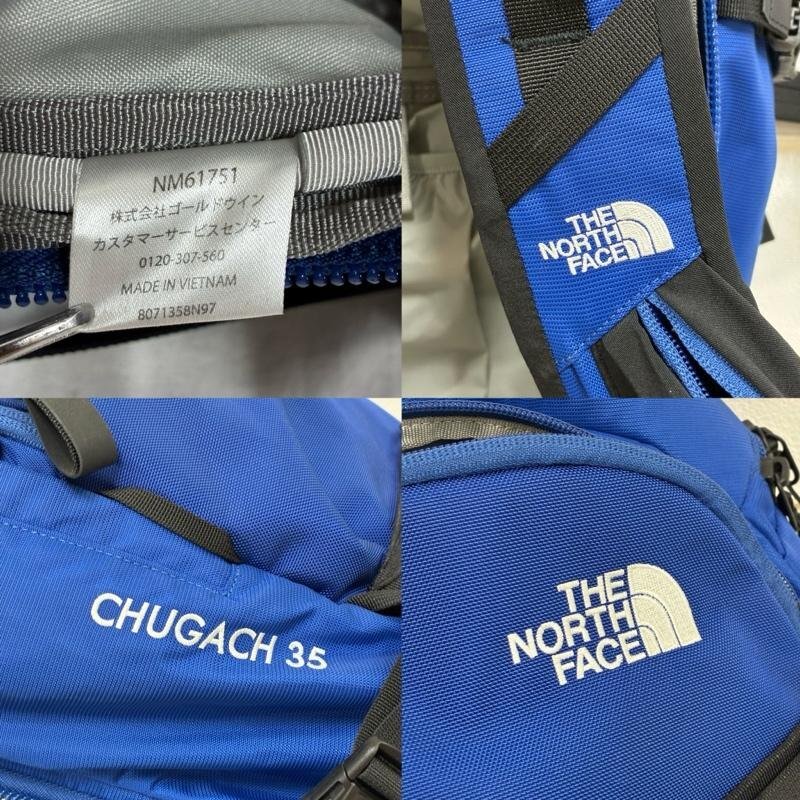 NM61751
株式会社ゴールドウイン
カスタマーサービスセンター
0120-307-560
MADE IN VIETNAM
8071358N97
THE
NORTH
FACE
CHUGACH 35
THE
NORTH
FACE